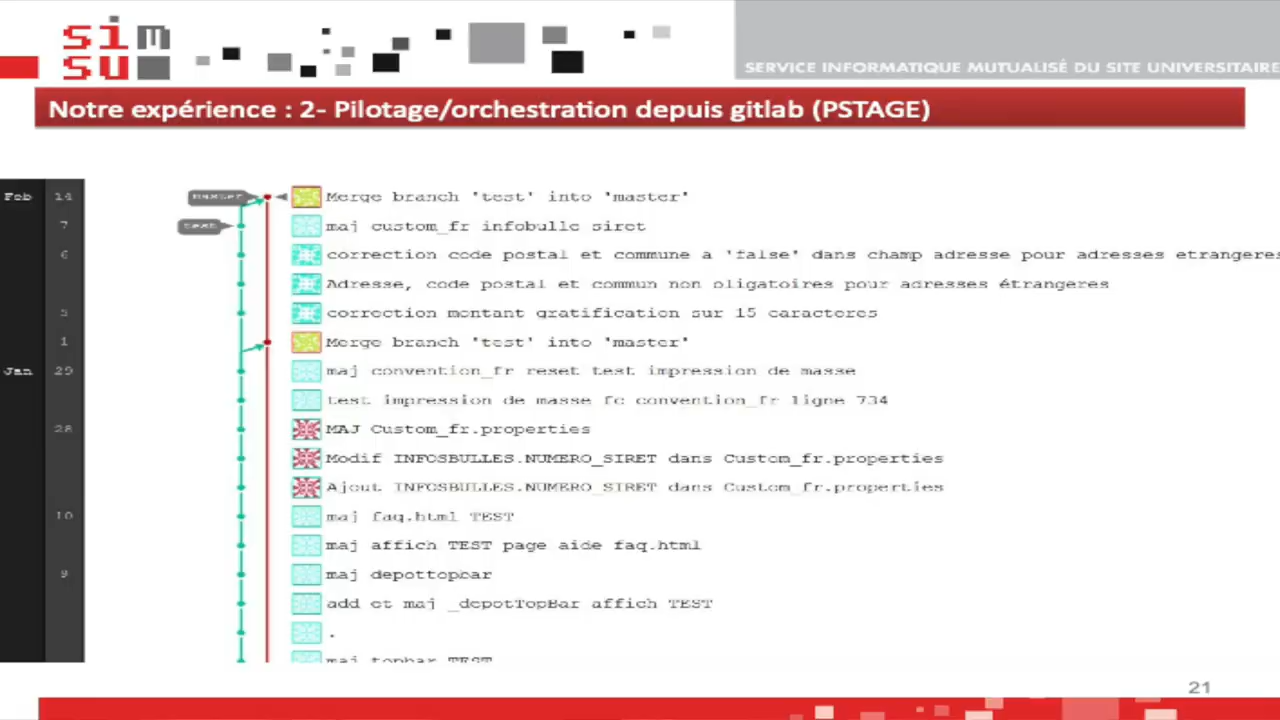 sim
su
SERVICE INFORMATIQUE MUTUALISÉ DU SITE UNIVERSITAIRE
Notre expérience : 2- Pilotage/orchestration depuis gitlab (PSTAGE)
Feb 14 master Merge branch 'test' into 'master'
7 test maj custom_fr infobulle siret
6 correction code postal et commune a 'false' dans champ adresse pour adresses etrangeres
Adresse, code postal et commun non oligatoires pour adresses étrangeres
5 correction montant gratification sur 15 caracteres
1 Merge branch 'test' into 'master'
Jan 29 maj convention_fr reset test impression de masse
test impression de masse fc convention_fr ligne 734
28 MAJ Custom_fr.properties
Modif INFOSBULLES.NUMERO_SIRET dans Custom_fr.properties
Ajout INFOSBULLES.NUMERO_SIRET dans Custom_fr.properties
10 maj faq.html TEST
maj affich TEST page aide faq.html
9 maj depottopbar
add et maj _depotTopBar affich TEST
.
maj topbar TEST
21